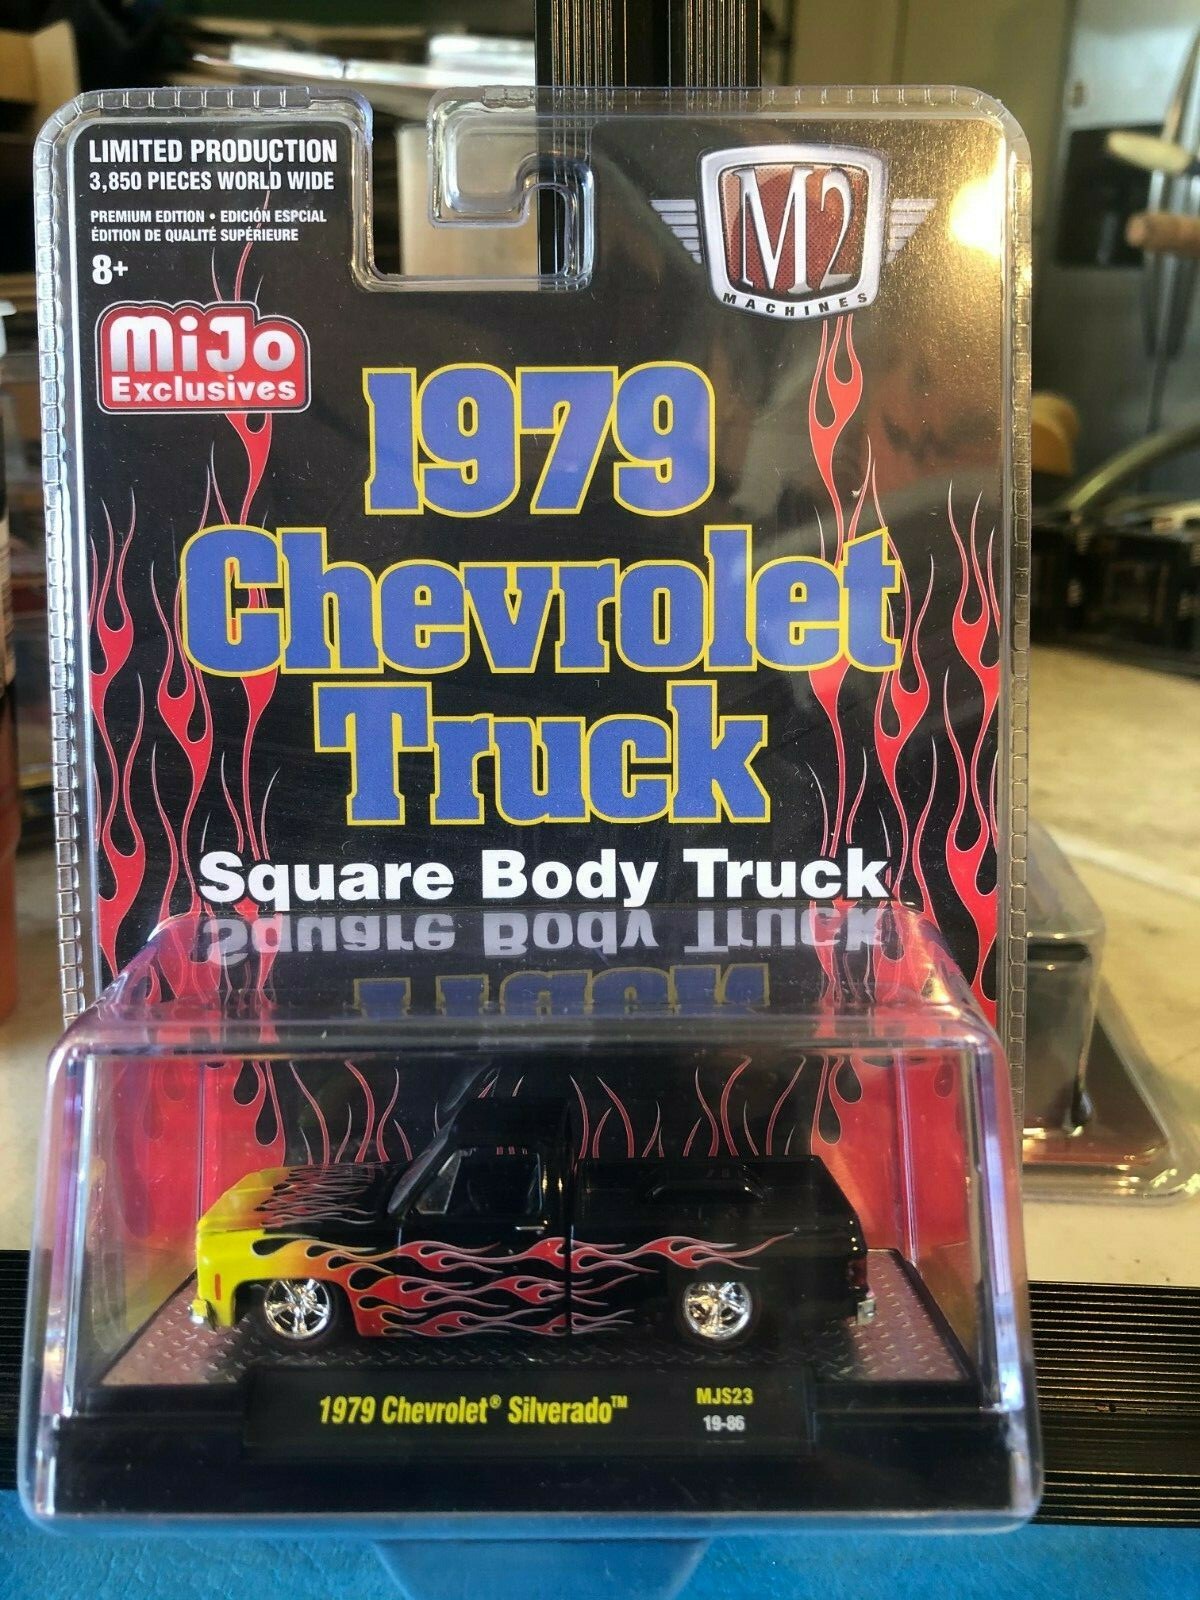 LIMITED PRODUCTION
3,850 PIECES WORLD WIDE
PREMIUM EDITION • EDICIÓN ESPCIAL
ÉDITION DE QUALITÉ SUPÉRIEURE
8+
MiJo
Exclusives
M2
MACHINES
1979
Chevrolet
Truck
Square Body Truck
1979 Chevrolet® Silverado™
MJS23
19-86